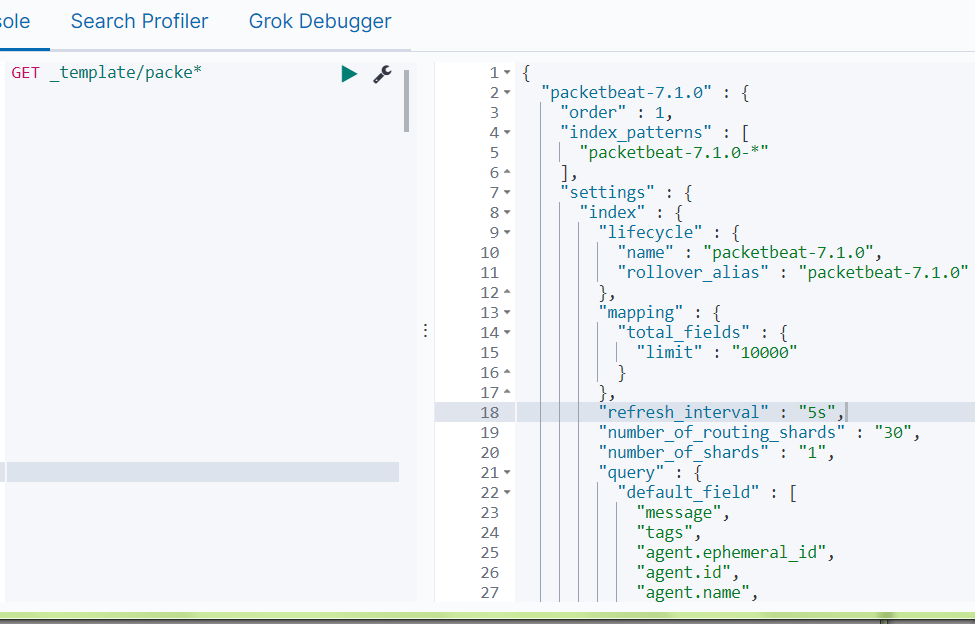 sole Search Profiler Grok Debugger
GET _template/packe*
1 {
2 "packetbeat-7.1.0" : {
3 "order" : 1,
4 "index_patterns" : [
5 "packetbeat-7.1.0-*"
6 ],
7 "settings" : {
8 "index" : {
9 "lifecycle" : {
10 "name" : "packetbeat-7.1.0",
11 "rollover_alias" : "packetbeat-7.1.0"
12 },
13 "mapping" : {
14 "total_fields" : {
15 "limit" : "10000"
16 }
17 },
18 "refresh_interval" : "5s",
19 "number_of_routing_shards" : "30",
20 "number_of_shards" : "1",
21 "query" : {
22 "default_field" : [
23 "message",
24 "tags",
25 "agent.ephemeral_id",
26 "agent.id",
27 "agent.name",